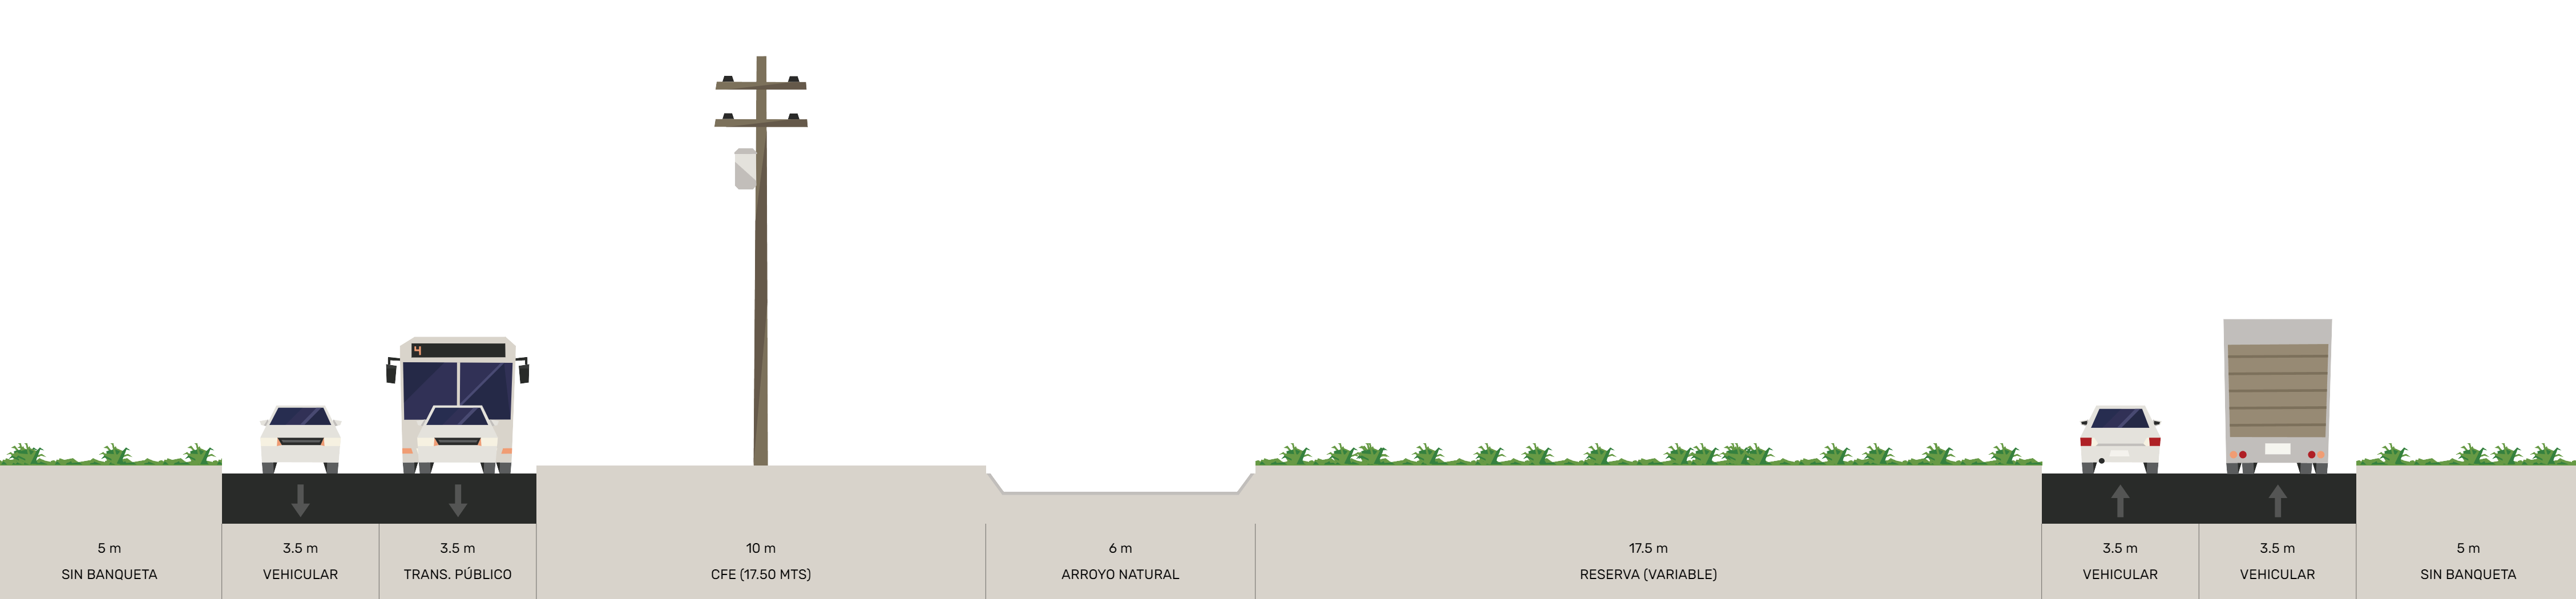 4
5 m
SIN BANQUETA
3.5 m
VEHICULAR
3.5 m
TRANS. PÚBLICO
10 m
CFE (17.50 MTS)
6 m
ARROYO NATURAL
17.5 m
RESERVA (VARIABLE)
3.5 m
VEHICULAR
3.5 m
VEHICULAR
5 m
SIN BANQUETA